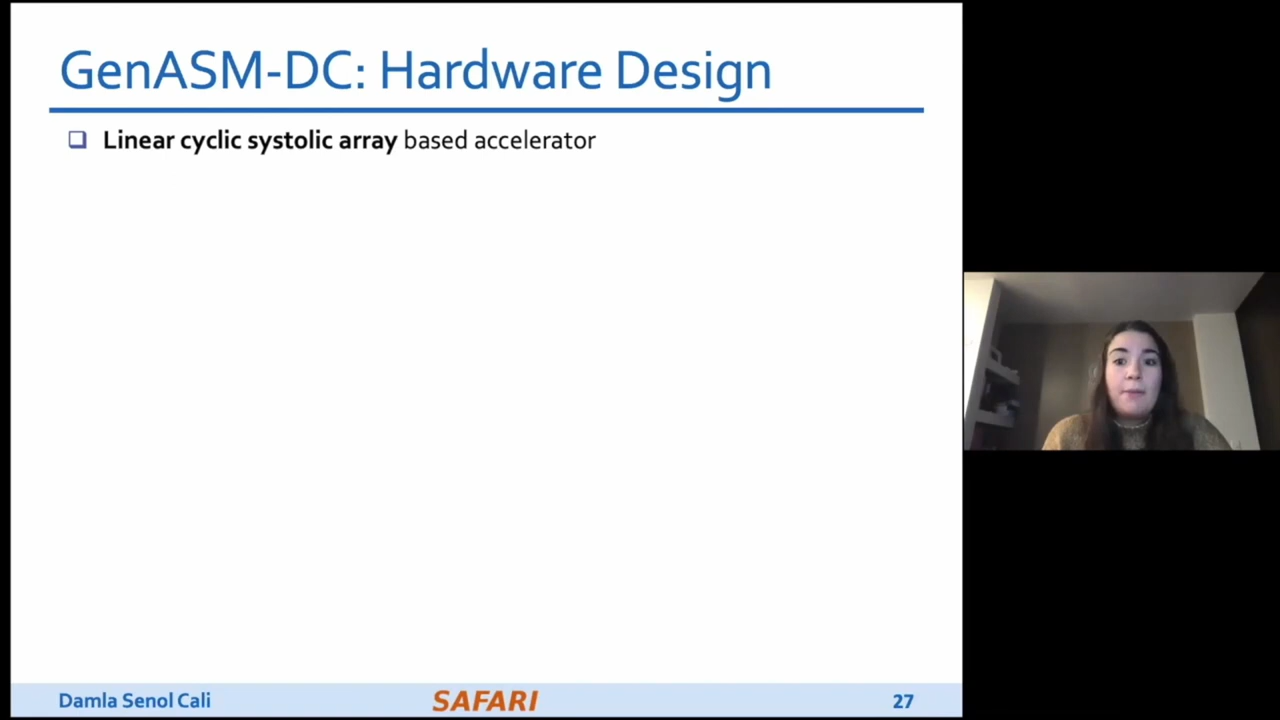 GenASM-DC: Hardware Design
❑ Linear cyclic systolic array based accelerator
Damla Senol Cali
SAFARI
27